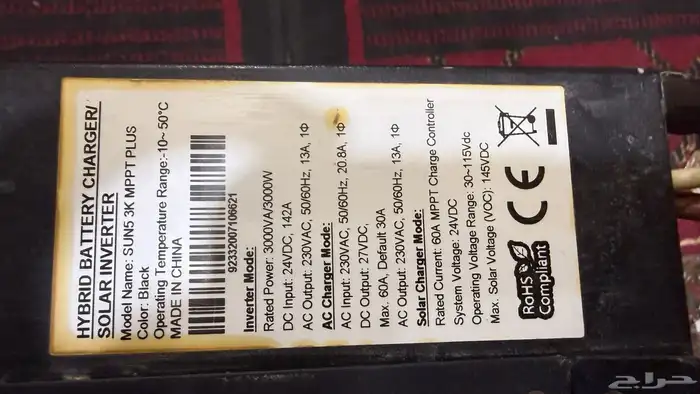 HYBRID BATTERY CHARGER/
SOLAR INVERTER
Model Name: SUN5 3K MPPT PLUS
Color: Black
Operating Temperature Range:-10~ 50°C
MADE IN CHINA
92332007106621
Inverter Mode:
Rated Power: 3000VA/3000W
DC Input: 24VDC, 142A
AC Output: 230VAC, 50/60Hz, 13A, 1Φ
AC Charger Mode:
AC Input: 230VAC, 50/60Hz, 20.8A, 1Φ
DC Output: 27VDC,
Max. 60A, Default 30A
AC Output: 230VAC, 50/60Hz, 13A, 1Φ
Solar Charger Mode:
Rated Current: 60A MPPT Charge Controller
System Voltage: 24VDC
Operating Voltage Range: 30~115Vdc
Max. Solar Voltage (VOC): 145VDC
RoHS
Compliant
CE
حراج